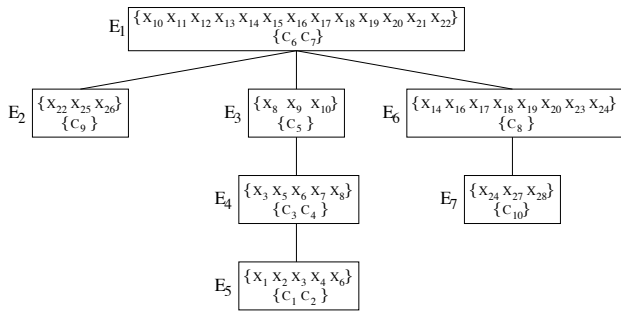 E1 {X10 X11 X12 X13 X14 X15 X16 X17 X18 X19 X20 X21 X22}
{C6 C7}
E2 {X22 X25 X26}
{C9 }
E3 {X8 X9 X10}
{C5 }
E6 {X14 X16 X17 X18 X19 X20 X23 X24}
{C8 }
E4 {X3 X5 X6 X7 X8}
{C3 C4 }
E7 {X24 X27 X28}
{C10}
E5 {X1 X2 X3 X4 X6}
{C1 C2 }